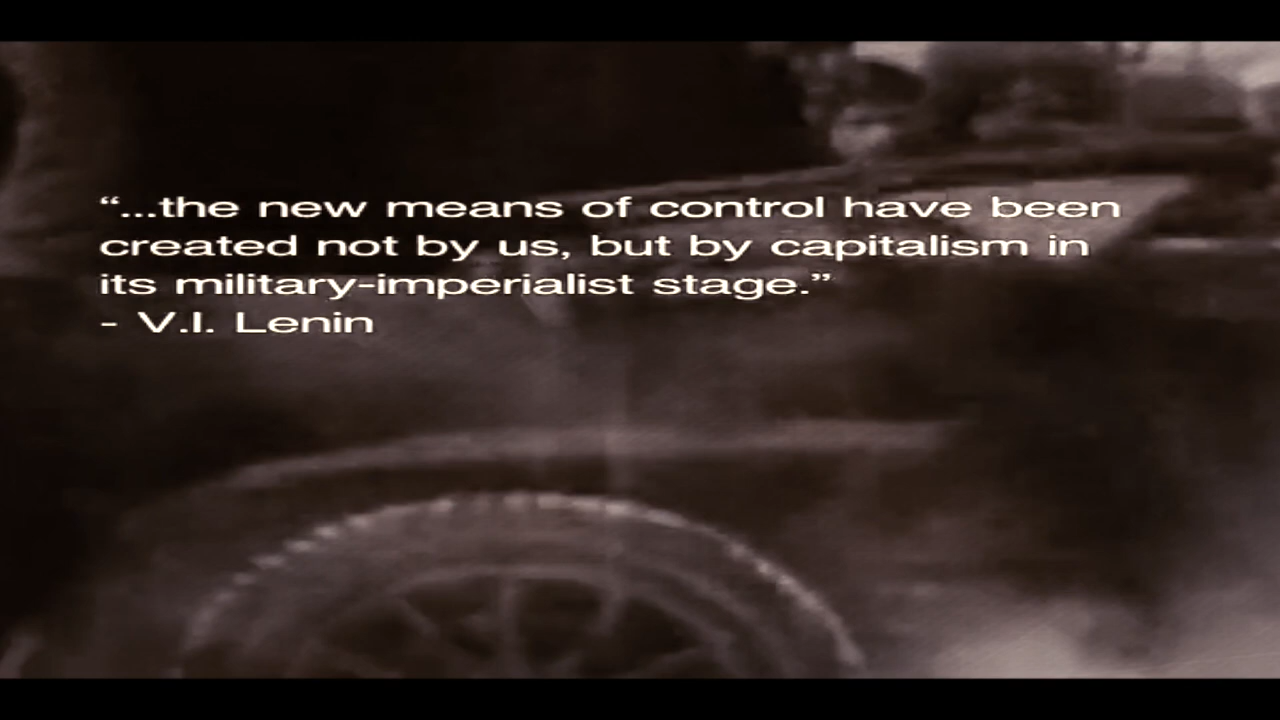 “...the new means of control have been
created not by us, but by capitalism in
its military-imperialist stage.”
- V.I. Lenin